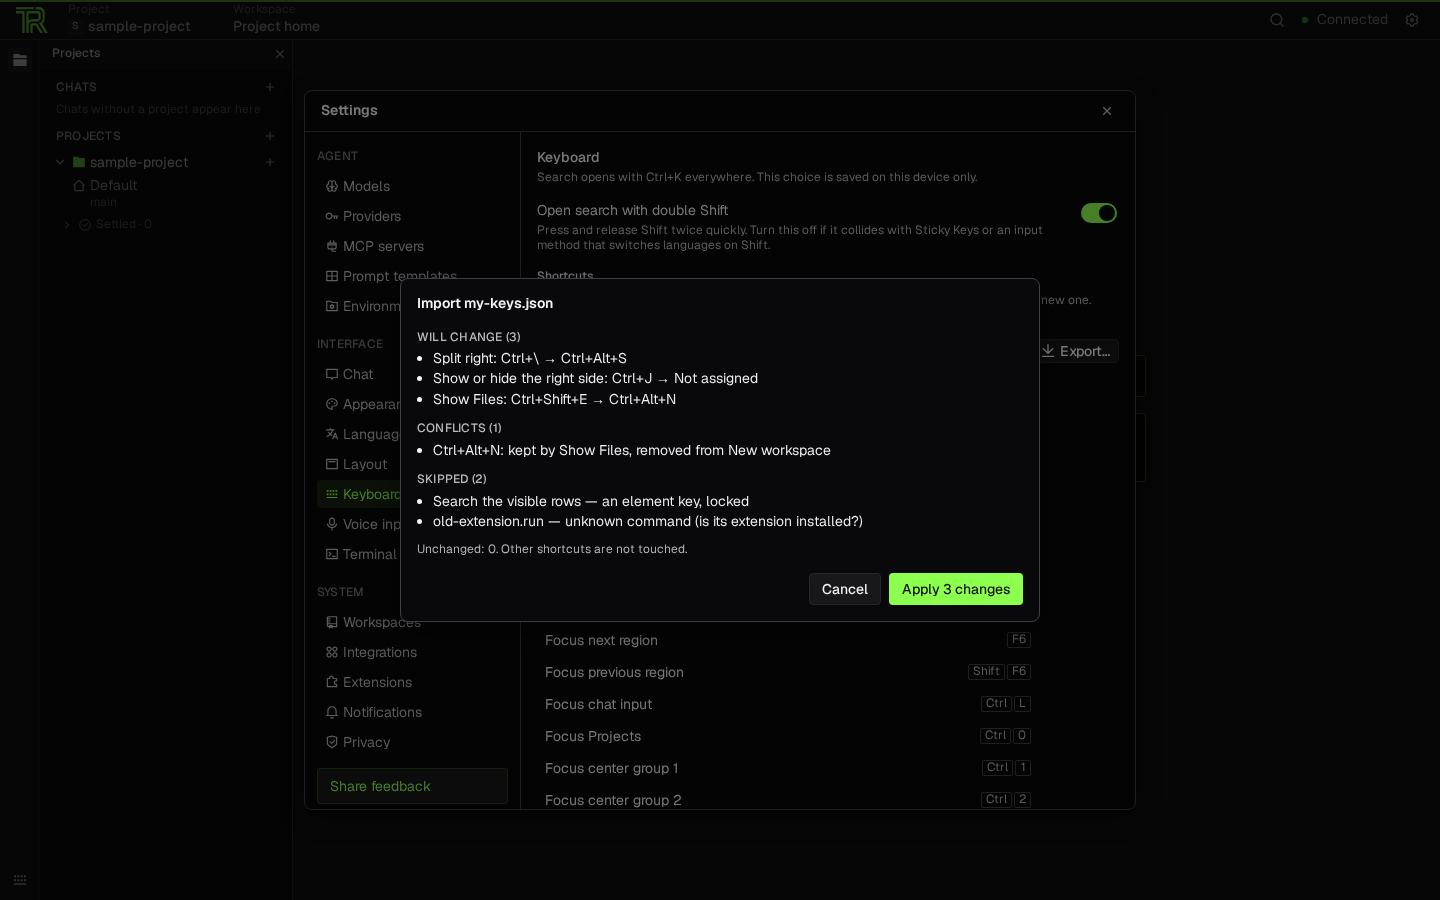 Project
Workspace
S sample-project
Project home
Connected
Projects
CHATS
Chats without a project appear here
PROJECTS
sample-project
Default
main
Settled · 0
Settings
AGENT
Models
Providers
MCP servers
Prompt templates
Environm
INTERFACE
Chat
Appearan
Language
Layout
Keyboard
Voice inp
Terminal
SYSTEM
Workspaces
Integrations
Extensions
Notifications
Privacy
Share feedback
Keyboard
Search opens with Ctrl+K everywhere. This choice is saved on this device only.
Open search with double Shift
Press and release Shift twice quickly. Turn this off if it collides with Sticky Keys or an input
method that switches languages on Shift.
Shortcuts
new one.
Export...
Import my-keys.json
WILL CHANGE (3)
• Split right: Ctrl+\ → Ctrl+Alt+S
• Show or hide the right side: Ctrl+J → Not assigned
• Show Files: Ctrl+Shift+E → Ctrl+Alt+N
CONFLICTS (1)
• Ctrl+Alt+N: kept by Show Files, removed from New workspace
SKIPPED (2)
• Search the visible rows — an element key, locked
• old-extension.run — unknown command (is its extension installed?)
Unchanged: 0. Other shortcuts are not touched.
Cancel
Apply 3 changes
Focus next region F6
Focus previous region Shift F6
Focus chat input Ctrl L
Focus Projects Ctrl 0
Focus center group 1 Ctrl 1
Focus center group 2 Ctrl 2